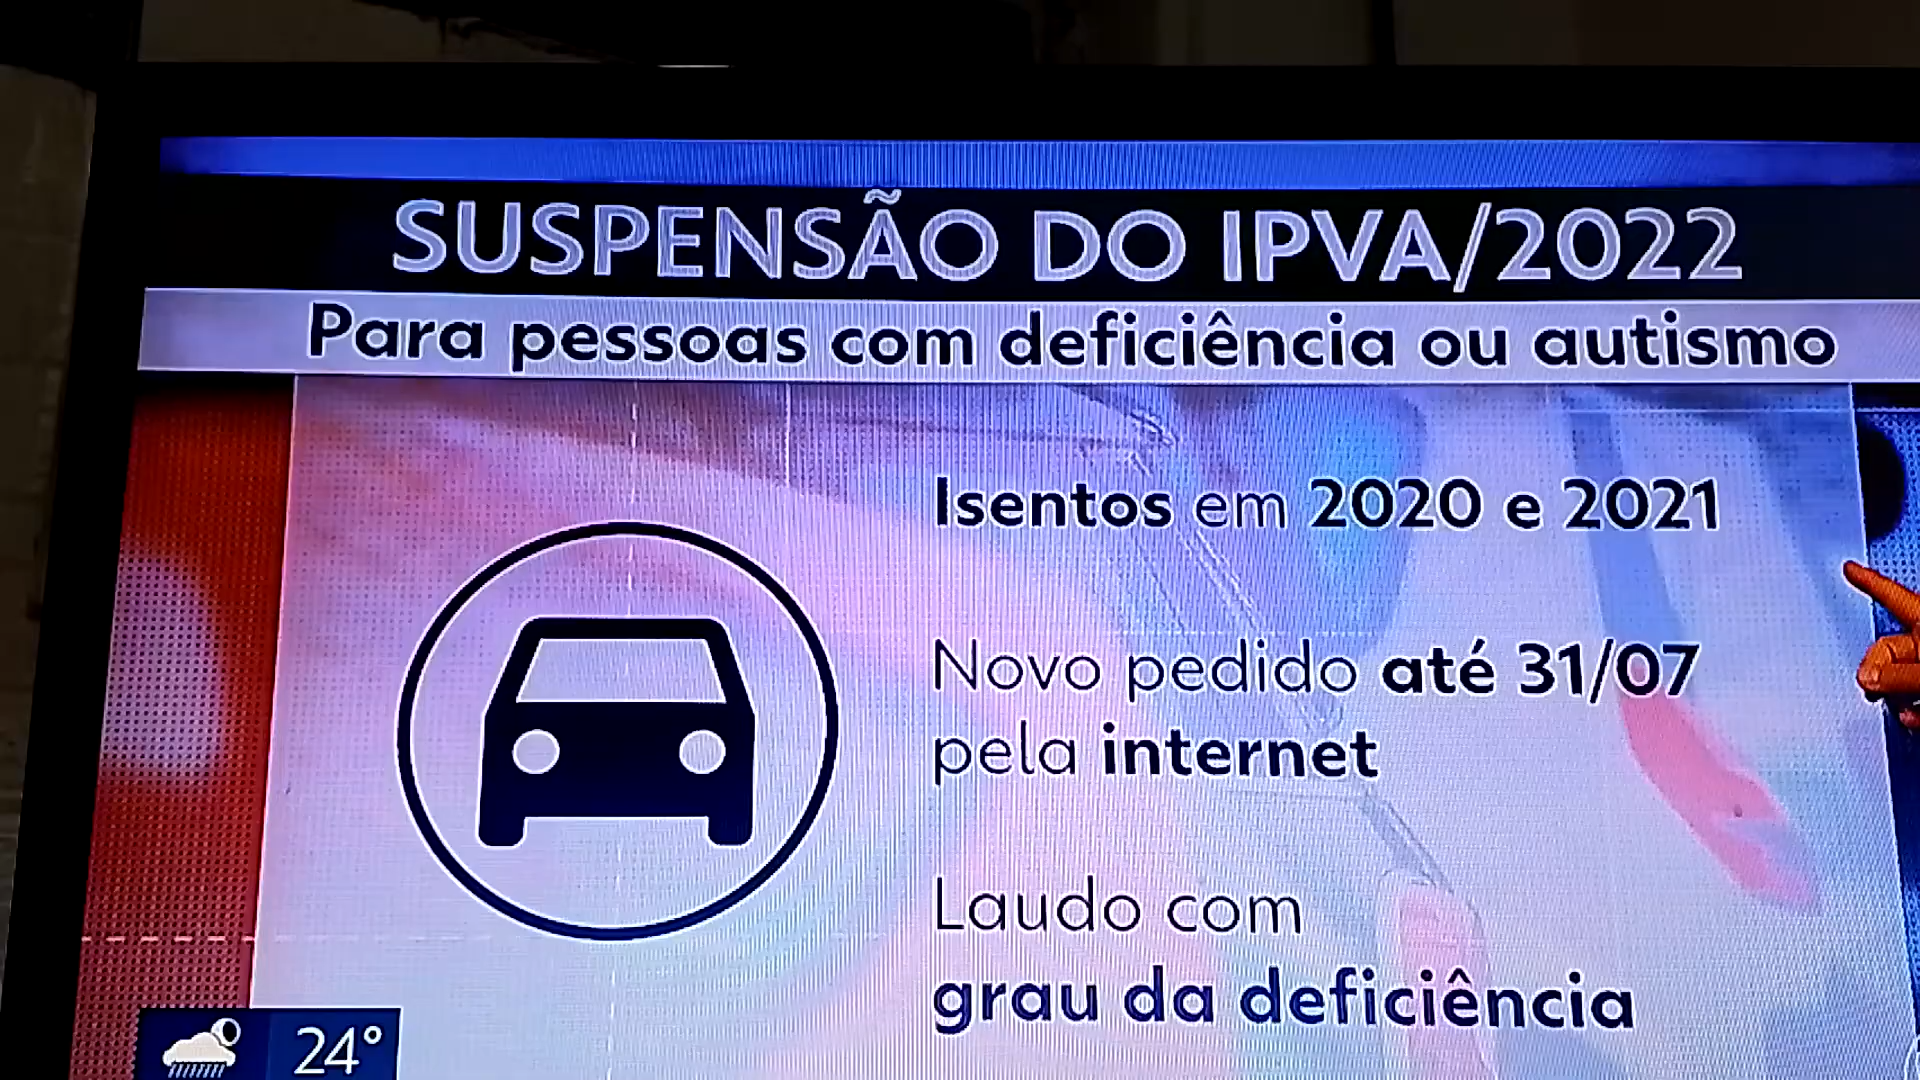 SUSPENSÃO DO IPVA/2022
Para pessoas com deficiência ou autismo
Isentos em 2020 e 2021
Novo pedido até 31/07
pela internet
Laudo com
grau da deficiência
24°